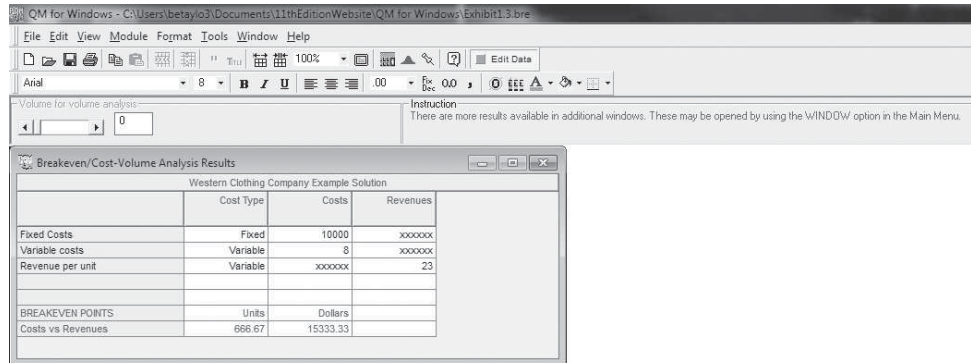 QM for Windows - C:\Users\betaylo3\Documents\11thEditionWebsite\QM for Windows\Exhibit1.3.bre
File Edit View Module Format Tools Window Help
100% Edit Data
Arial 8 B I U .00 Fix Dec 0.0 ,
Volume for volume analysis
0
Instruction
There are more results available in additional windows. These may be opened by using the WINDOW option in the Main Menu.
Breakeven/Cost-Volume Analysis Results
Western Clothing Company Example Solution
Cost Type Costs Revenues
Fixed Costs Fixed 10000 xxxxxx
Variable costs Variable 8 xxxxxx
Revenue per unit Variable xxxxxx 23
BREAKEVEN POINTS Units Dollars
Costs vs Revenues 666.67 15333.33